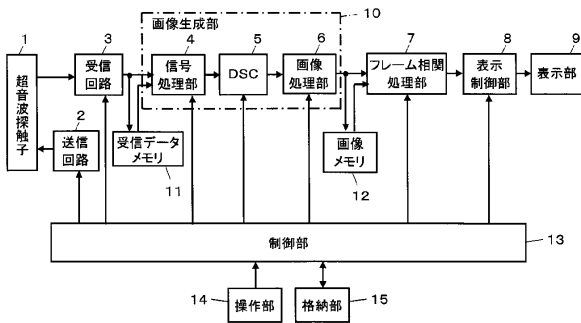 10
画像生成部
1
3
4
5
6
7
8
9
超音波探触子
受信
回路
信号
処理部
DSC
画像
処理部
フレーム相関
処理部
表示
制御部
表示部
2
送信
回路
受信データ
メモリ
11
画像
メモリ
12
制御部
13
14
操作部
格納部
15